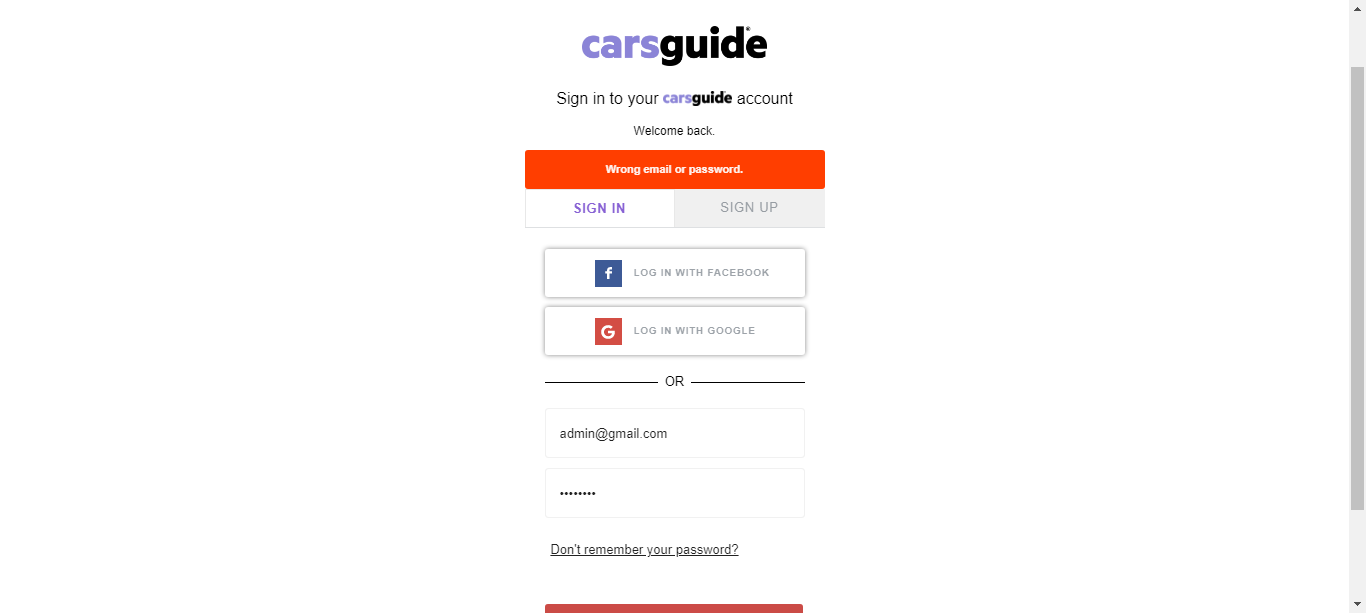 carsguide
Sign in to your carsguide account
Welcome back.
Wrong email or password.
SIGN IN
SIGN UP
LOG IN WITH FACEBOOK
LOG IN WITH GOOGLE
OR
admin@gmail.com
••••••••
Don't remember your password?